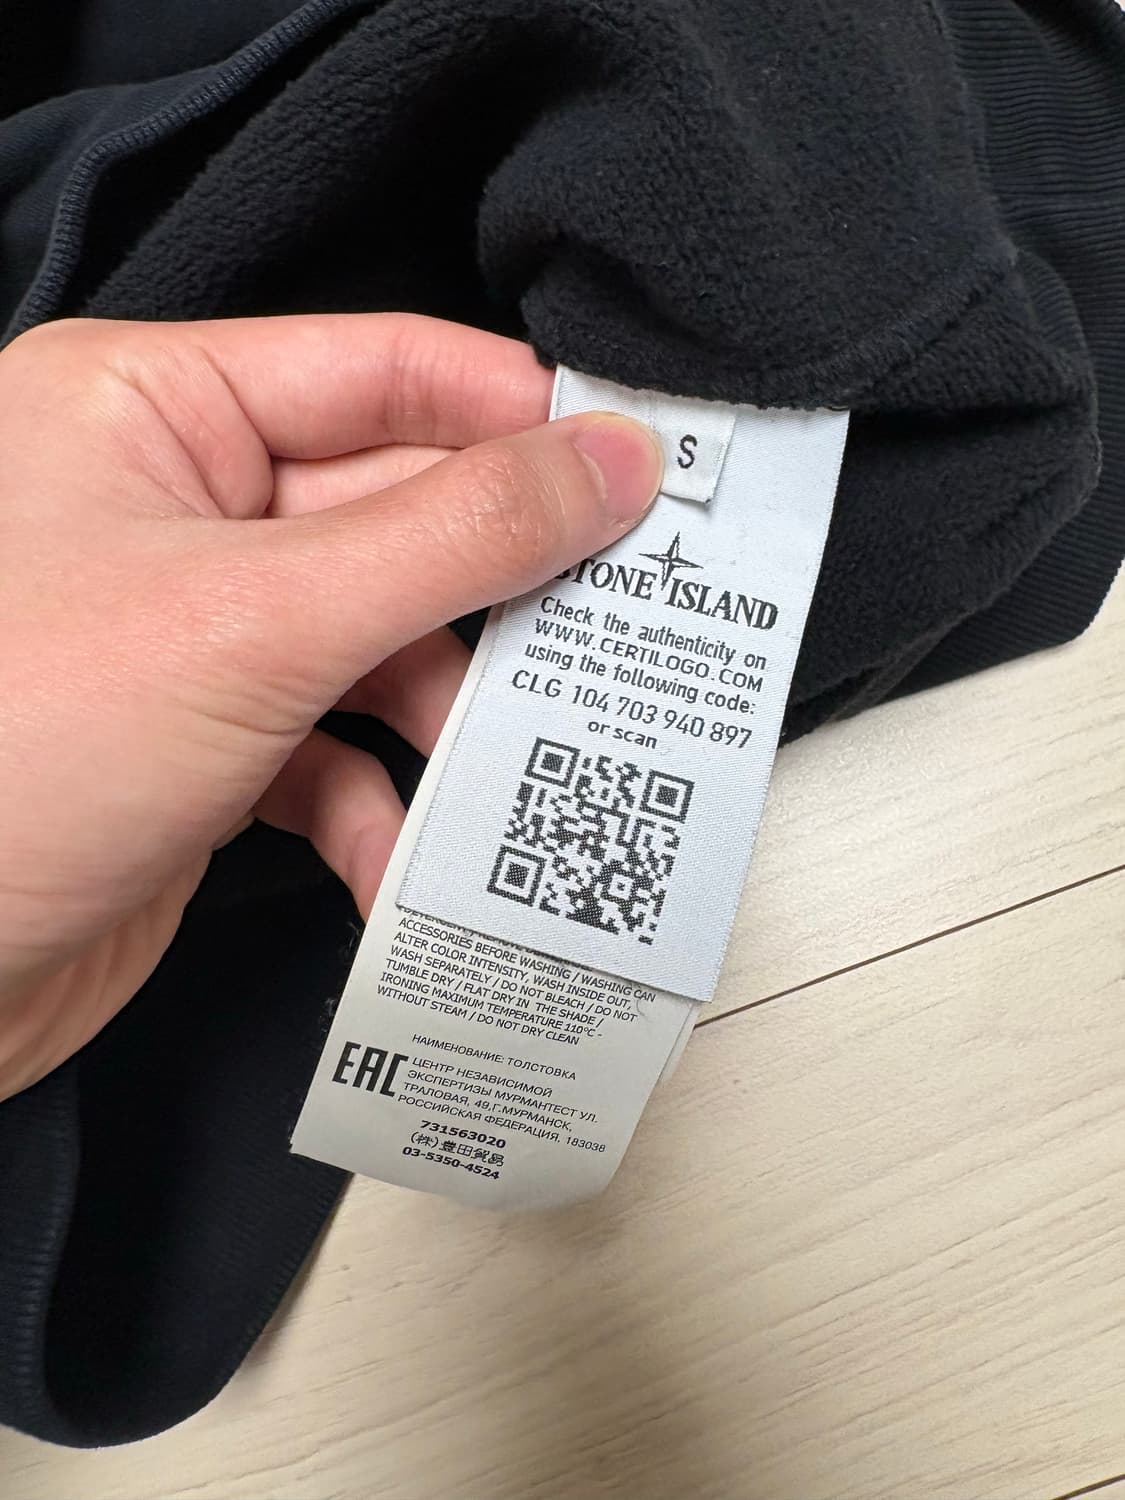 S
STONE ISLAND
Check the authenticity on
WWW.CERTILOGO.COM
using the following code:
CLG 104 703 940 897
or scan
ACCESSORIES BEFORE WASHING / WASHING CAN
ALTER COLOR INTENSITY, WASH INSIDE OUT,
WASH SEPARATELY / DO NOT BLEACH / DO NOT
TUMBLE DRY / FLAT DRY IN THE SHADE /
IRONING MAXIMUM TEMPERATURE 110°C -
WITHOUT STEAM / DO NOT DRY CLEAN
НАИМЕНОВАНИЕ: ТОЛСТОВКА
EAC
ЦЕНТР НЕЗАВИСИМОЙ
ЭКСПЕРТИЗЫ МУРМАНТЕСТ УЛ.
ТРАЛОВАЯ, 49,Г.МУРМАНСК,
РОССИЙСКАЯ ФЕДЕРАЦИЯ, 183038
731563020
(株)豊田貿易
03-5350-4524